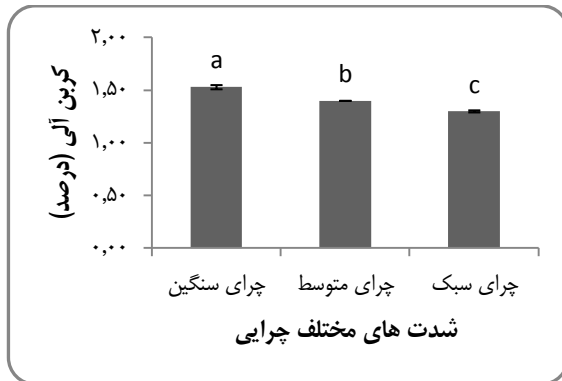 کربن آلی (درصد)
۲,۰۰
۱,۵۰
۱,۰۰
۰,۵۰
۰,۰۰
a
b
c
چرای سنگین
چرای متوسط
چرای سبک
شدت های مختلف چرایی